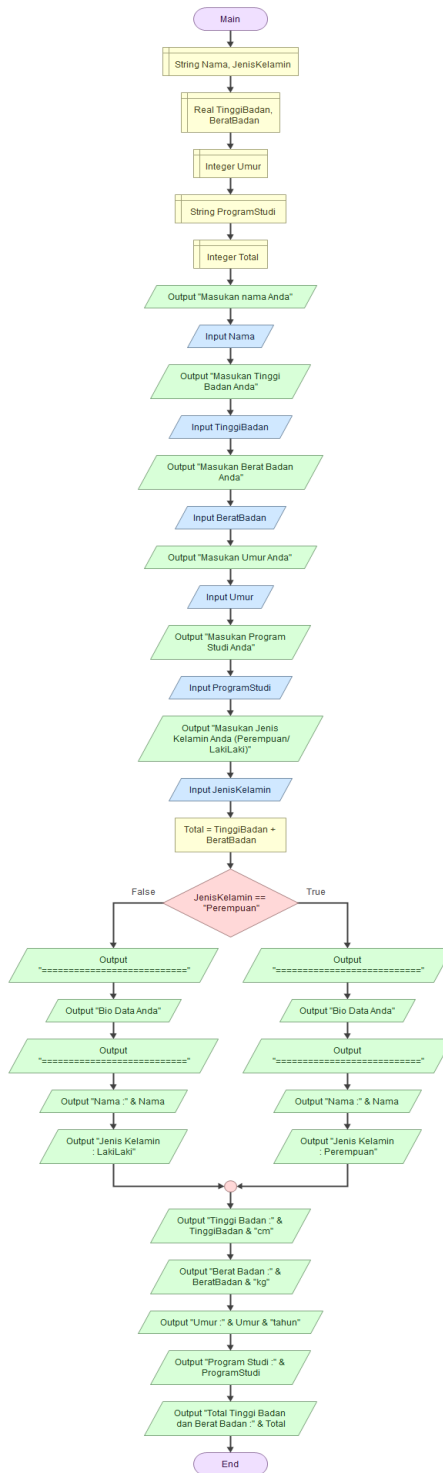 Main
String Nama, JenisKelamin
Real TinggiBadan,
BeratBadan
Integer Umur
String ProgramStudi
Integer Total
Output "Masukan nama Anda"
Input Nama
Output "Masukan Tinggi
Badan Anda"
Input TinggiBadan
Output "Masukan Berat Badan
Anda"
Input BeratBadan
Output "Masukan Umur Anda"
Input Umur
Output "Masukan Program
Studi Anda"
Input ProgramStudi
Output "Masukan Jenis
Kelamin Anda (Perempuan/
LakiLaki)"
Input JenisKelamin
Total = TinggiBadan +
BeratBadan
JenisKelamin ==
"Perempuan"
False
Output
"==========================="
Output "Bio Data Anda"
Output
"==========================="
Output "Nama :" & Nama
Output "Jenis Kelamin
: LakiLaki"
True
Output
"==========================="
Output "Bio Data Anda"
Output
"==========================="
Output "Nama :" & Nama
Output "Jenis Kelamin
: Perempuan"
Output "Tinggi Badan :" &
TinggiBadan & "cm"
Output "Berat Badan :" &
BeratBadan & "kg"
Output "Umur :" & Umur & "tahun"
Output "Program Studi :" &
ProgramStudi
Output "Total Tinggi Badan
dan Berat Badan :" & Total
End